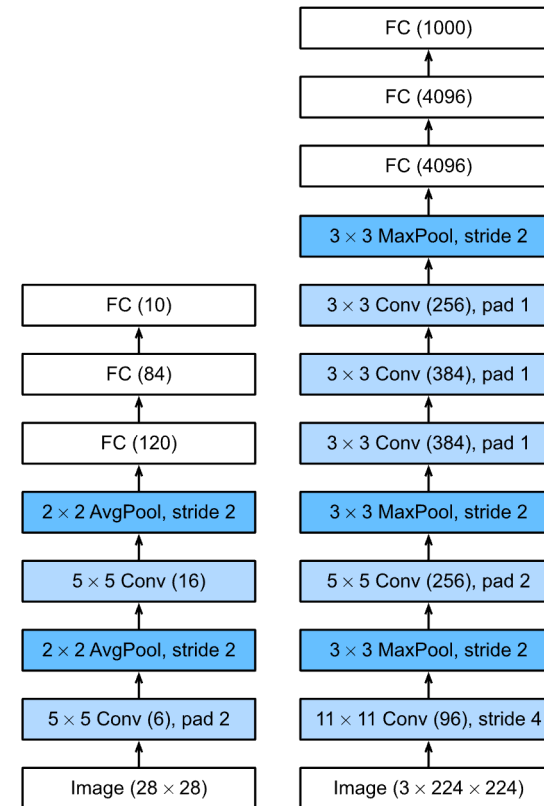 FC (10)
FC (84)
FC (120)
2 × 2 AvgPool, stride 2
5 × 5 Conv (16)
2 × 2 AvgPool, stride 2
5 × 5 Conv (6), pad 2
Image (28 × 28)
FC (1000)
FC (4096)
FC (4096)
3 × 3 MaxPool, stride 2
3 × 3 Conv (256), pad 1
3 × 3 Conv (384), pad 1
3 × 3 Conv (384), pad 1
3 × 3 MaxPool, stride 2
5 × 5 Conv (256), pad 2
3 × 3 MaxPool, stride 2
11 × 11 Conv (96), stride 4
Image (3 × 224 × 224)